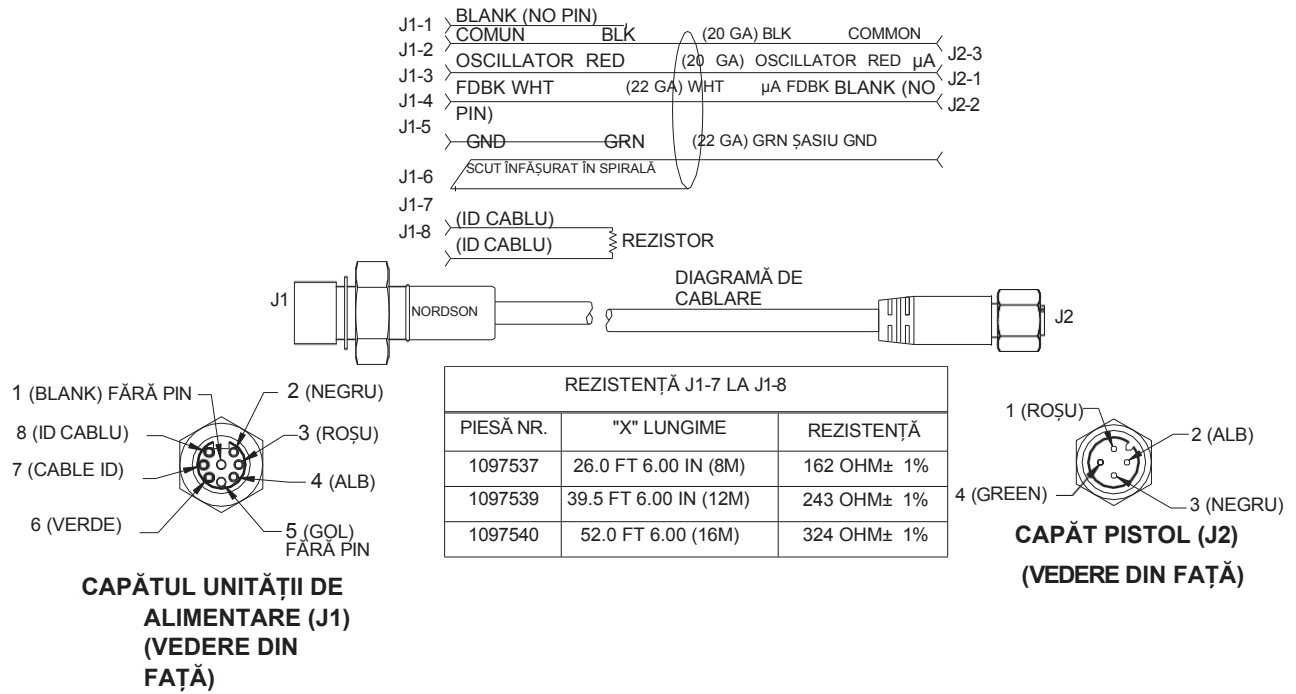 J1-1 BLANK (NO PIN)
COMUN BLK (20 GA) BLK COMMON
J1-2 J2-3
OSCILLATOR RED (20 GA) OSCILLATOR RED µA
J1-3 J2-1
FDBK WHT (22 GA) WHT µA FDBK BLANK (NO
J1-4 J2-2
PIN)
J1-5
GND GRN (22 GA) GRN ȘASIU GND
SCUT ÎNFĂȘURAT ÎN SPIRALĂ
J1-6
J1-7
(ID CABLU)
J1-8
REZISTOR
(ID CABLU)
DIAGRAMĂ DE
CABLARE
J1
NORDSON
J2
1 (BLANK) FĂRĂ PIN
2 (NEGRU)
8 (ID CABLU)
3 (ROȘU)
7 (CABLE ID)
4 (ALB)
6 (VERDE)
5 (GOL)
FĂRĂ PIN
CAPĂTUL UNITĂȚII DE
ALIMENTARE (J1)
(VEDERE DIN
FAȚĂ)
REZISTENȚĂ J1-7 LA J1-8
PIESĂ NR. "X" LUNGIME REZISTENȚĂ
1097537 26.0 FT 6.00 IN (8M) 162 OHM± 1%
1097539 39.5 FT 6.00 IN (12M) 243 OHM± 1%
1097540 52.0 FT 6.00 (16M) 324 OHM± 1%
1 (ROȘU)
2 (ALB)
4 (GREEN)
3 (NEGRU)
CAPĂT PISTOL (J2)
(VEDERE DIN FAȚĂ)